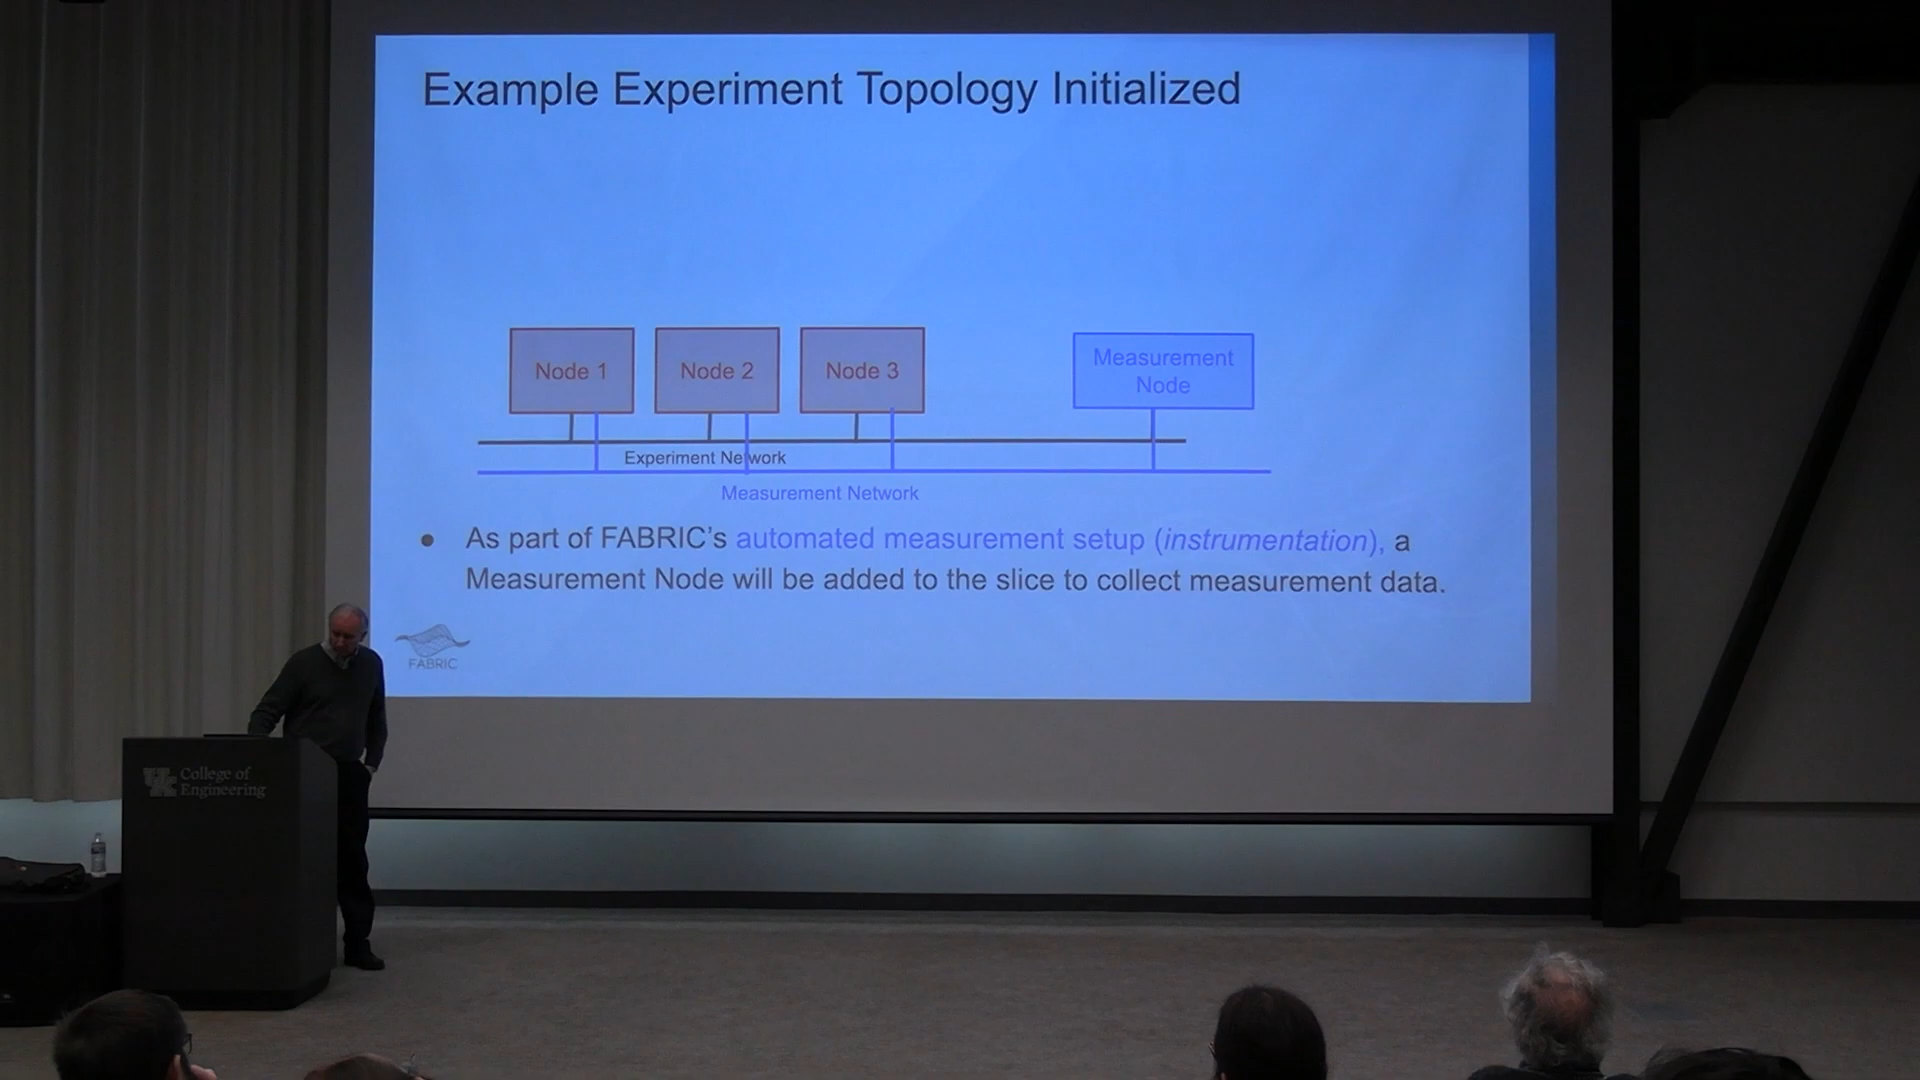 Example Experiment Topology Initialized
Node 1
Node 2
Node 3
Measurement
Node
Experiment Network
Measurement Network
● As part of FABRIC’s automated measurement setup (instrumentation), a
Measurement Node will be added to the slice to collect measurement data.
FABRIC
UK College of
Engineering